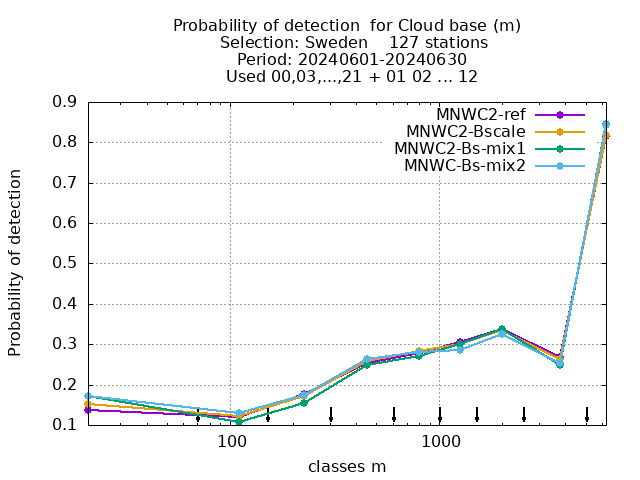 Probability of detection  for Cloud base (m)
Selection: Sweden    127 stations
Period: 20240601-20240630
Used 00,03,...,21 + 01 02 ... 12
MNWC2-ref
MNWC2-Bscale
MNWC2-Bs-mix1
MNWC-Bs-mix2
Probability of detection
0.9
0.8
0.7
0.6
0.5
0.4
0.3
0.2
0.1
100
1000
classes m